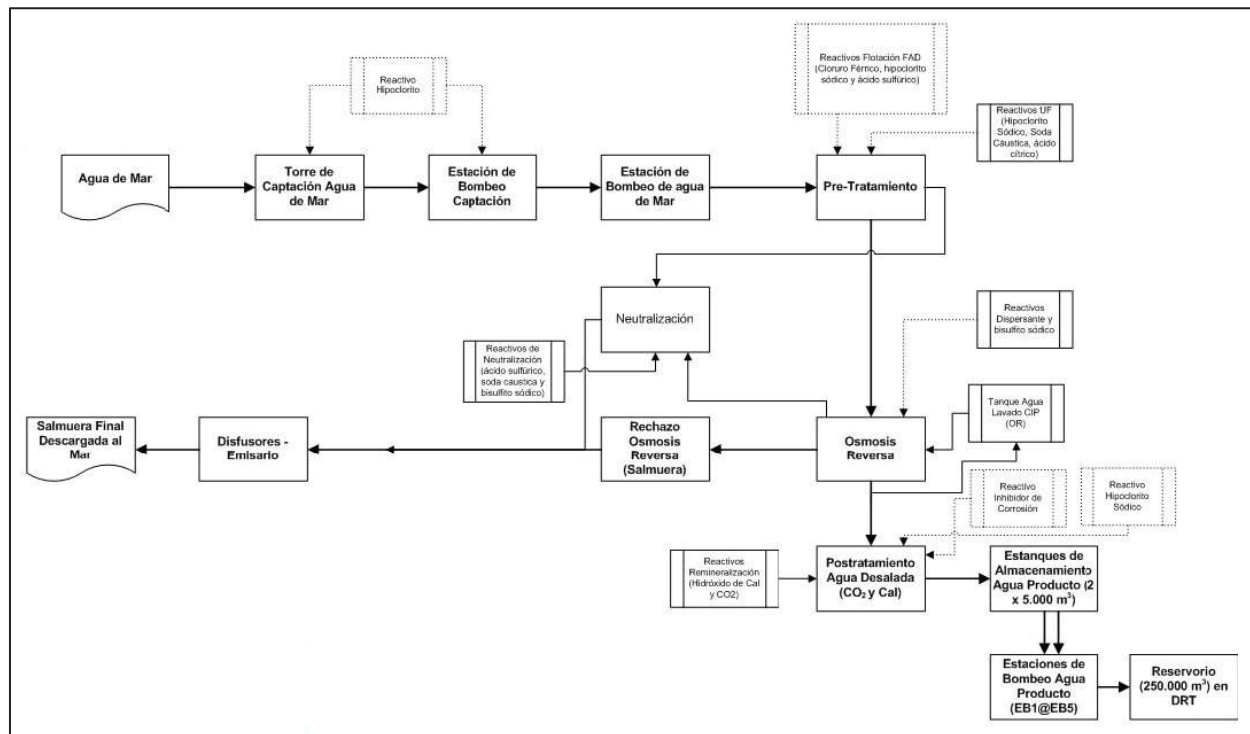 Reactivo
Hipoclorito
Reactivos Flotación FAD
(Cloruro Férrico, hipoclorito
sódico y ácido sulfúrico)
Reactivos UF
(Hipoclorito
Sódico, Soda
Cáustica, ácido
cítrico)
Agua de Mar
Torre de
Captación Agua
de Mar
Estación de
Bombeo
Captación
Estación de
Bombeo de agua
de Mar
Pre-Tratamiento
Neutralización
Reactivos de
Neutralización
(ácido sulfúrico,
soda caustica y
bisulfito sódico)
Reactivos
Dispersante y
bisulfito sódico
Tanque Agua
Lavado CIP
(OR)
Salmuera Final
Descargada al
Mar
Disfusores -
Emisario
Rechazo
Osmosis
Reversa
(Salmuera)
Osmosis
Reversa
Reactivo
Inhibidor de
Corrosión
Reactivo
Hipoclorito
Sódico
Reactivos
Remineralización
(Hidróxido de Cal
y CO2)
Postratamiento
Agua Desalada
(CO₂ y Cal)
Estanques de
Almacenamiento
Agua Producto (2
x 5.000 m³)
Estaciones de
Bombeo Agua
Producto
(EB1@EB5)
Reservorio
(250.000 m³) en
DRT